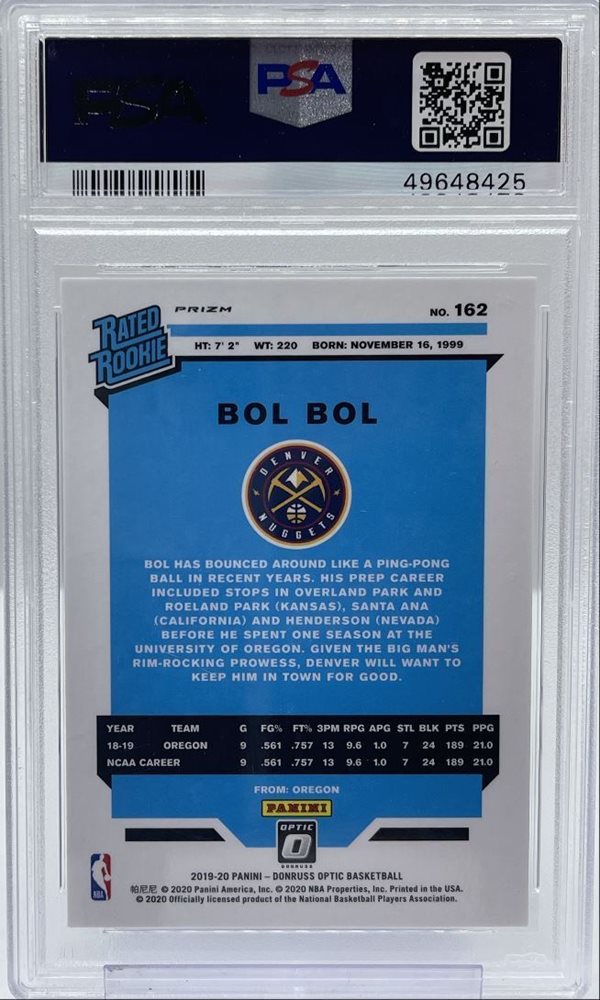 PSA
PSA
49648425
RATED ROOKIE
PRIZM
NO. 162
HT: 7' 2" WT: 220 BORN: NOVEMBER 16, 1999
BOL BOL
DENVER
NUGGETS
BOL HAS BOUNCED AROUND LIKE A PING-PONG
BALL IN RECENT YEARS. HIS PREP CAREER
INCLUDED STOPS IN OVERLAND PARK AND
ROELAND PARK (KANSAS), SANTA ANA
(CALIFORNIA) AND HENDERSON (NEVADA)
BEFORE HE SPENT ONE SEASON AT THE
UNIVERSITY OF OREGON. GIVEN THE BIG MAN'S
RIM-ROCKING PROWESS, DENVER WILL WANT TO
KEEP HIM IN TOWN FOR GOOD.
YEAR TEAM G FG% FT% 3PM RPG APG STL BLK PTS PPG
18-19 OREGON 9 .561 .757 13 9.6 1.0 7 24 189 21.0
NCAA CAREER 9 .561 .757 13 9.6 1.0 7 24 189 21.0
FROM: OREGON
PANINI
OPTIC
DONRUSS
NBA
2019-20 PANINI – DONRUSS OPTIC BASKETBALL
帕尼尼 © 2020 Panini America, Inc. © 2020 NBA Properties, Inc. Printed in the USA.
© 2020 Officially licensed product of the National Basketball Players Association.